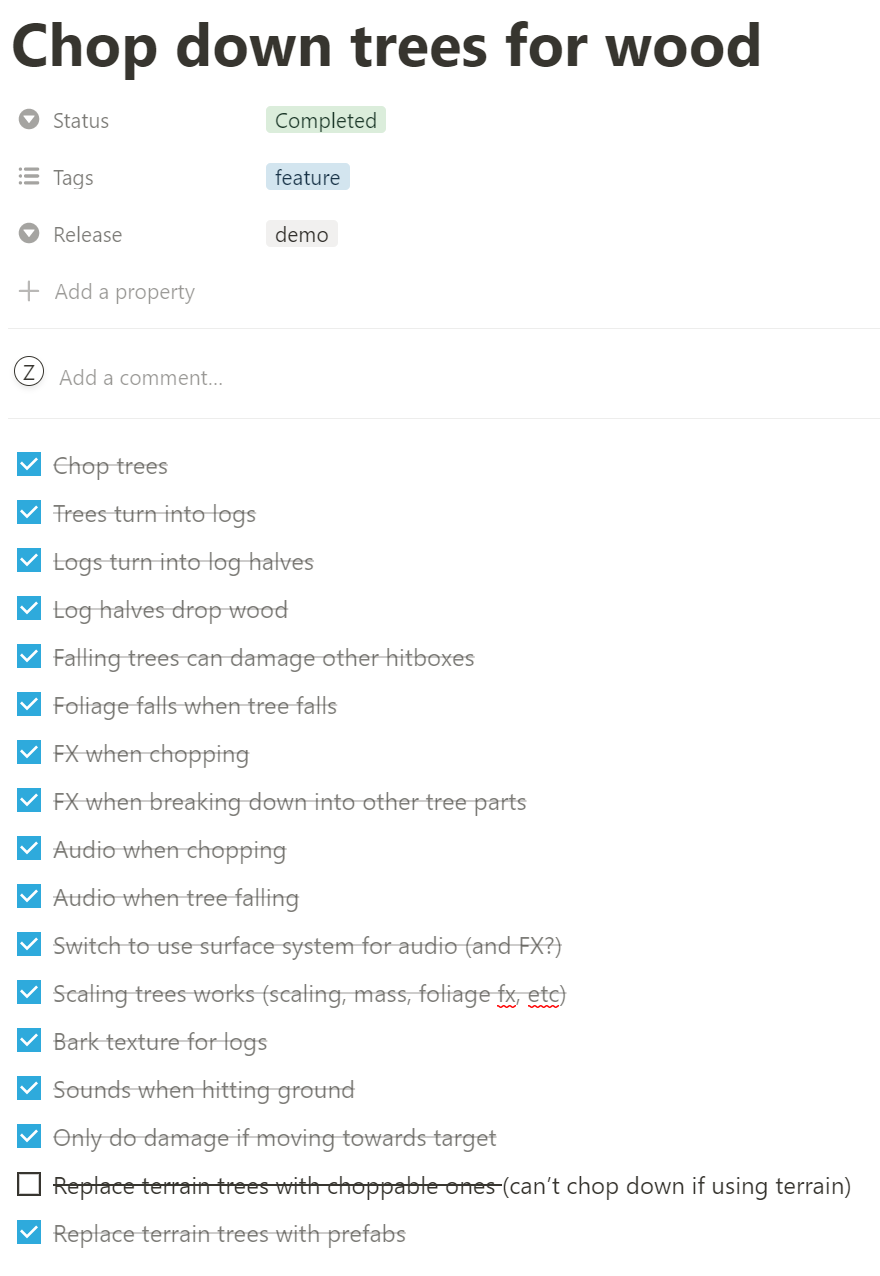 Chop down trees for wood
Status Completed
Tags feature
Release demo
Add a property
Z Add a comment...
Chop trees
Trees turn into logs
Logs turn into log halves
Log halves drop wood
Falling trees can damage other hitboxes
Foliage falls when tree falls
FX when chopping
FX when breaking down into other tree parts
Audio when chopping
Audio when tree falling
Switch to use surface system for audio (and FX?)
Scaling trees works (scaling, mass, foliage fx, etc)
Bark texture for logs
Sounds when hitting ground
Only do damage if moving towards target
Replace terrain trees with choppable ones (can’t chop down if using terrain)
Replace terrain trees with prefabs